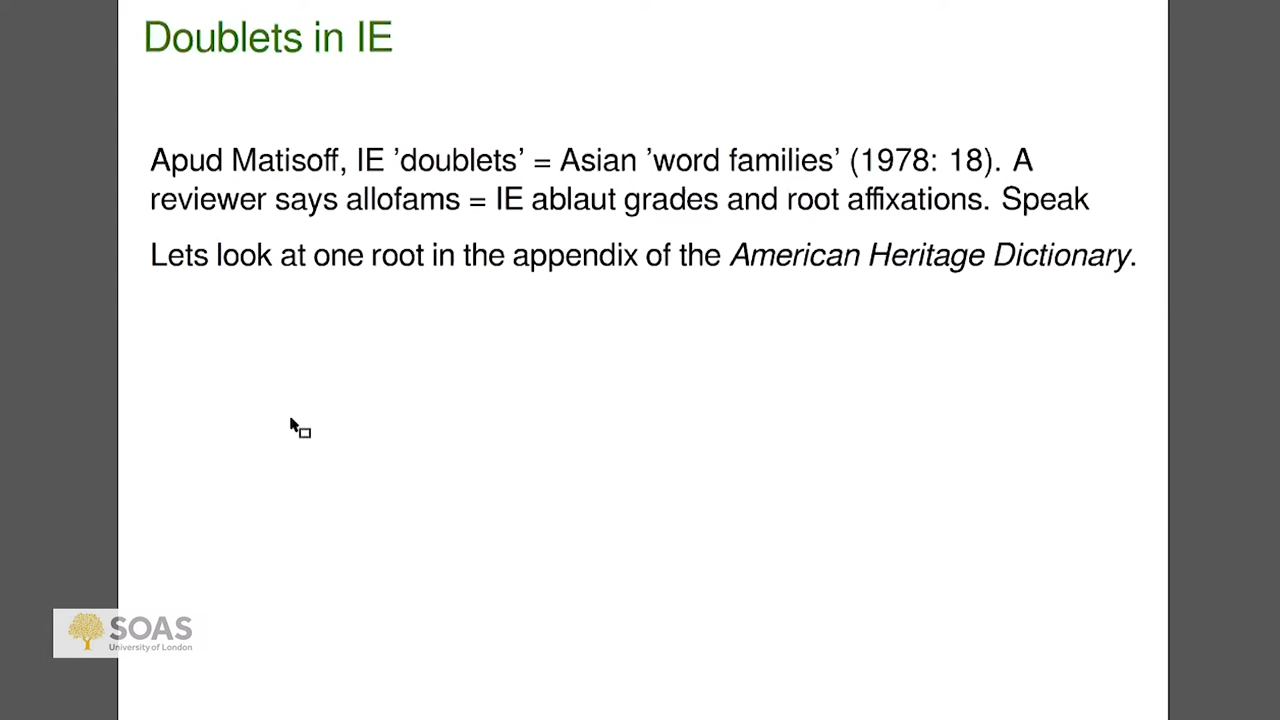 Doublets in IE
Apud Matisoff, IE ’doublets’ = Asian ’word families’ (1978: 18). A
reviewer says allofams = IE ablaut grades and root affixations. Speak
Lets look at one root in the appendix of the American Heritage Dictionary.
SOAS
University of London